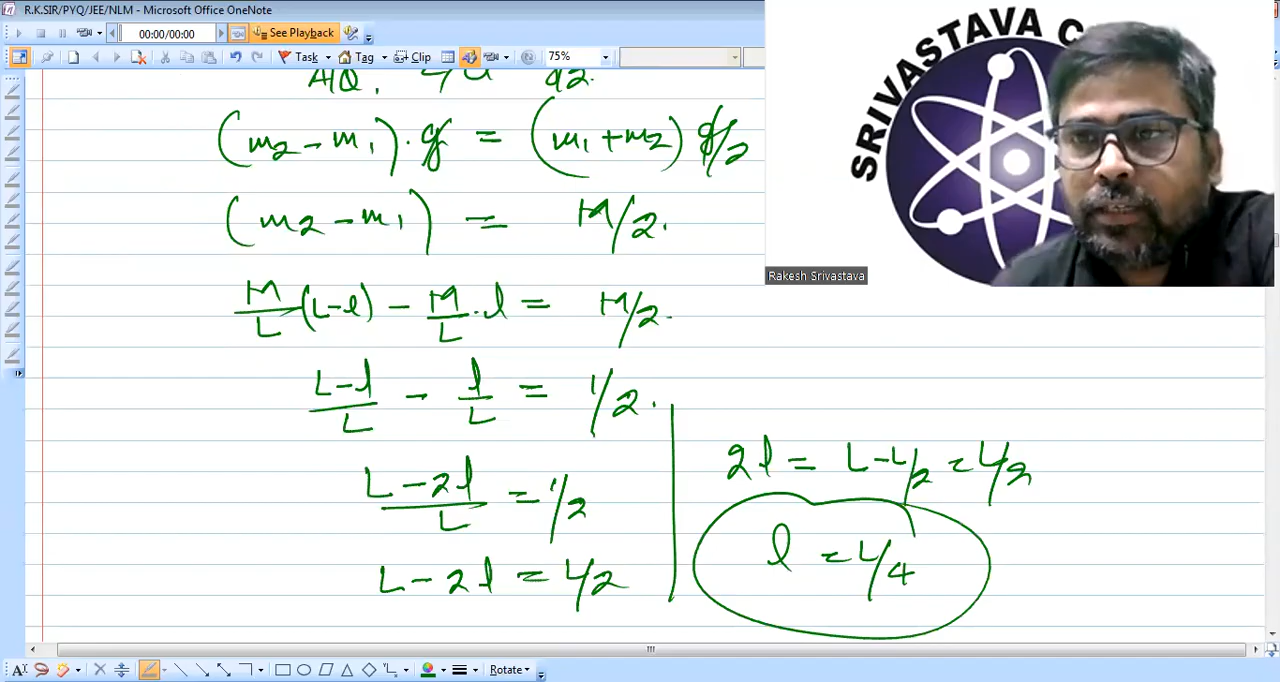 R.K.SIR/PYQ/JEE/NLM - Microsoft Office OneNote
00:00/00:00 See Playback
Task Tag Clip 75%
SRIVASTAVA C
(m2 - m1).g = (m1 + m2) g/2
(m2 - m1) = M/2.
M/L (L-l) - M/L . l = M/2.
L-l/L - l/L = 1/2.
L-2l/L = 1/2
L - 2l = L/2
2l = L - L/2 = L/2
l = L/4
Rakesh Srivastava
Rotate